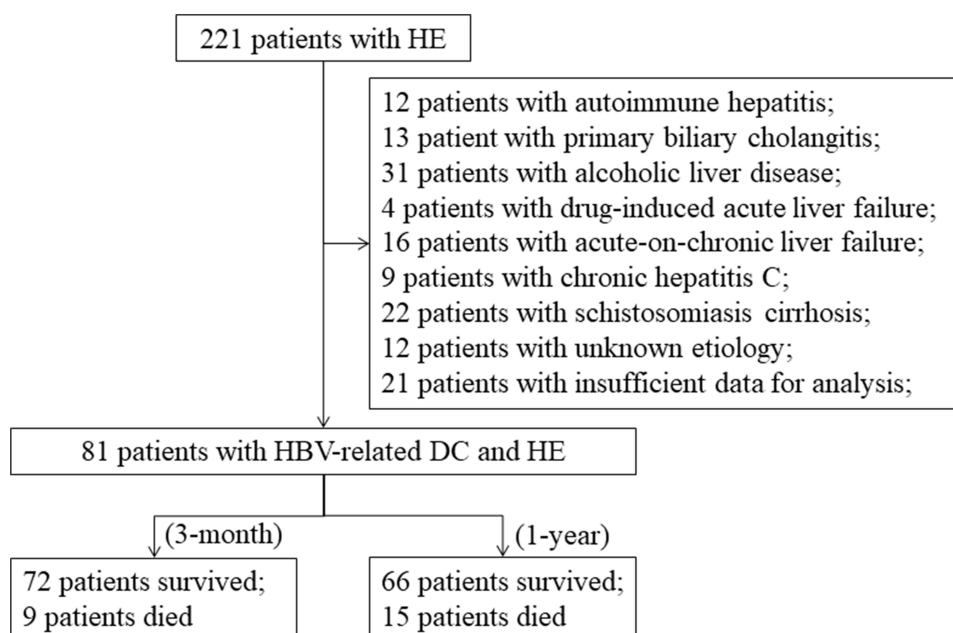 221 patients with HE
12 patients with autoimmune hepatitis;
13 patient with primary biliary cholangitis;
31 patients with alcoholic liver disease;
4 patients with drug-induced acute liver failure;
16 patients with acute-on-chronic liver failure;
9 patients with chronic hepatitis C;
22 patients with schistosomiasis cirrhosis;
12 patients with unknown etiology;
21 patients with insufficient data for analysis;
81 patients with HBV-related DC and HE
(3-month)
(1-year)
72 patients survived;
9 patients died
66 patients survived;
15 patients died